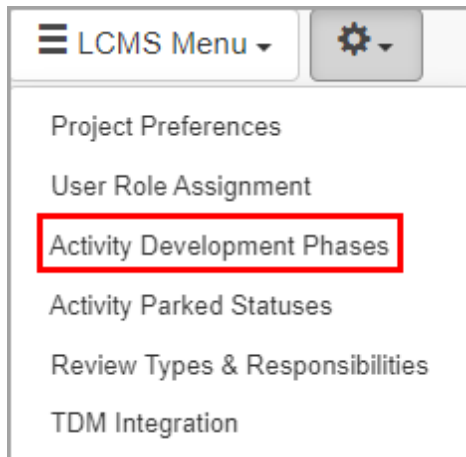 LCMS Menu
Project Preferences
User Role Assignment
Activity Development Phases
Activity Parked Statuses
Review Types & Responsibilities
TDM Integration